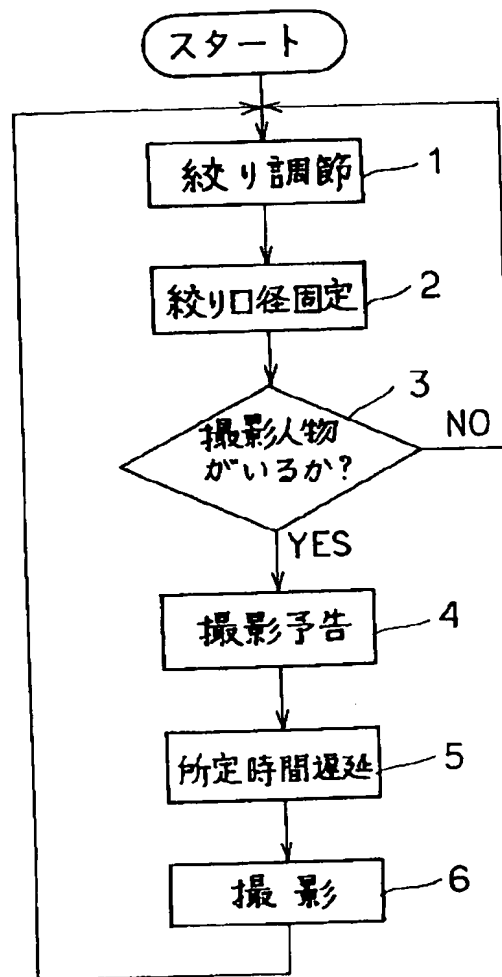 スタート
絞り調節
1
絞り口径固定
2
3
撮影人物
がいるか?
NO
YES
撮影予告
4
所定時間遅延
5
撮影
6